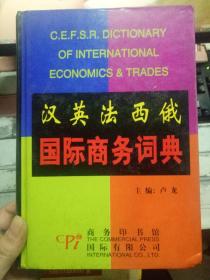 C.E.F.S.R. DICTIONARY
OF INTERNATIONAL
ECONOMICS & TRADES
汉英法西俄
国际商务词典
主编：卢龙
CPi
商务印书馆
THE COMMERCIAL PRESS
国际有限公司
INTERNATIONAL CO., LTD.